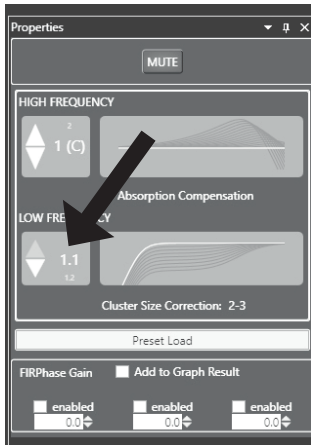 Properties
MUTE
HIGH FREQUENCY
2
1 (C)
Absorption Compensation
LOW FRE CY
1.1
1.2
Cluster Size Correction: 2-3
Preset Load
FIRPhase Gain Add to Graph Result
enabled enabled enabled
0.0 0.0 0.0